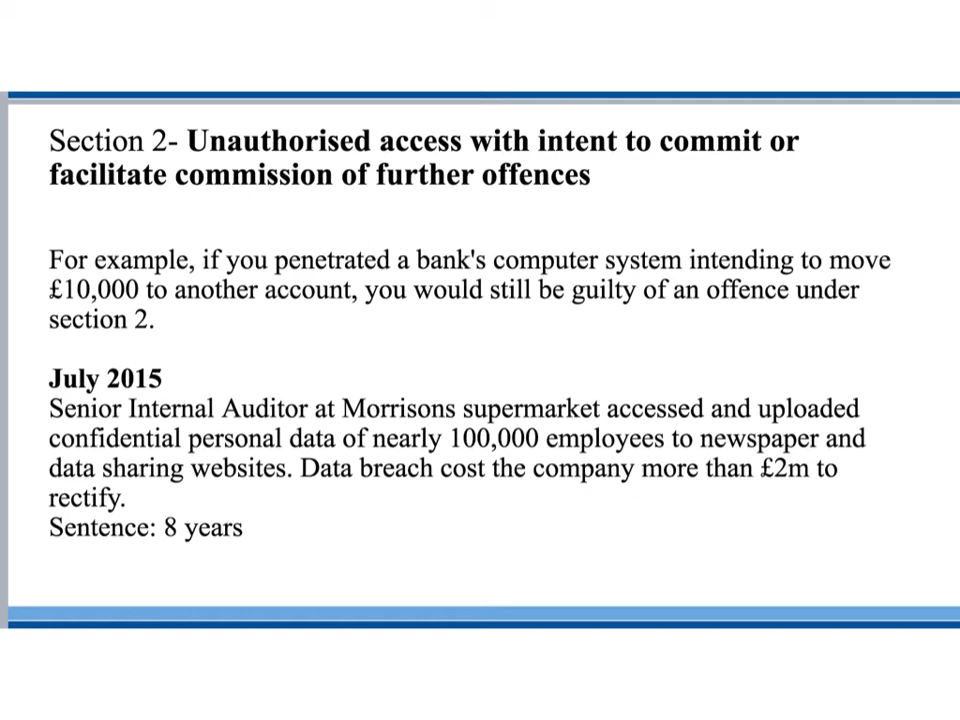 Section 2- Unauthorised access with intent to commit or
facilitate commission of further offences
For example, if you penetrated a bank's computer system intending to move
£10,000 to another account, you would still be guilty of an offence under
section 2.
July 2015
Senior Internal Auditor at Morrisons supermarket accessed and uploaded
confidential personal data of nearly 100,000 employees to newspaper and
data sharing websites. Data breach cost the company more than £2m to
rectify.
Sentence: 8 years